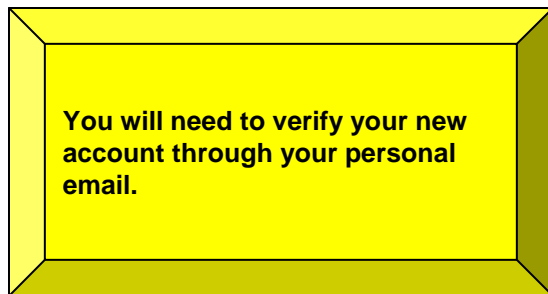 You will need to verify your new
account through your personal
email.